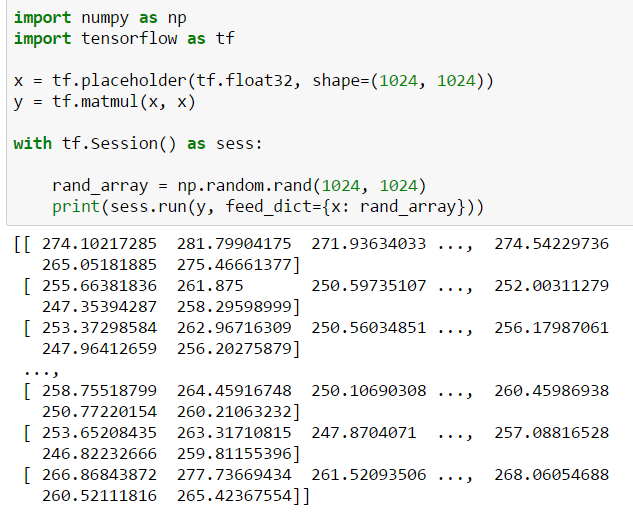 import numpy as np
import tensorflow as tf
x = tf.placeholder(tf.float32, shape=(1024, 1024))
y = tf.matmul(x, x)
with tf.Session() as sess:
    rand_array = np.random.rand(1024, 1024)
    print(sess.run(y, feed_dict={x: rand_array}))
[[ 274.10217285  281.79904175  271.93634033 ...,  274.54229736
   265.05181885  275.46661377]
 [ 255.66381836  261.875       250.59735107 ...,  252.00311279
   247.35394287  258.29598999]
 [ 253.37298584  262.96716309  250.56034851 ...,  256.17987061
   247.96412659  256.20275879]
 ...,
 [ 258.75518799  264.45916748  250.10690308 ...,  260.45986938
   250.77220154  260.21063232]
 [ 253.65208435  263.31710815  247.8704071  ...,  257.08816528
   246.82232666  259.81155396]
 [ 266.86843872  277.73669434  261.52093506 ...,  268.06054688
   260.52111816  265.42367554]]